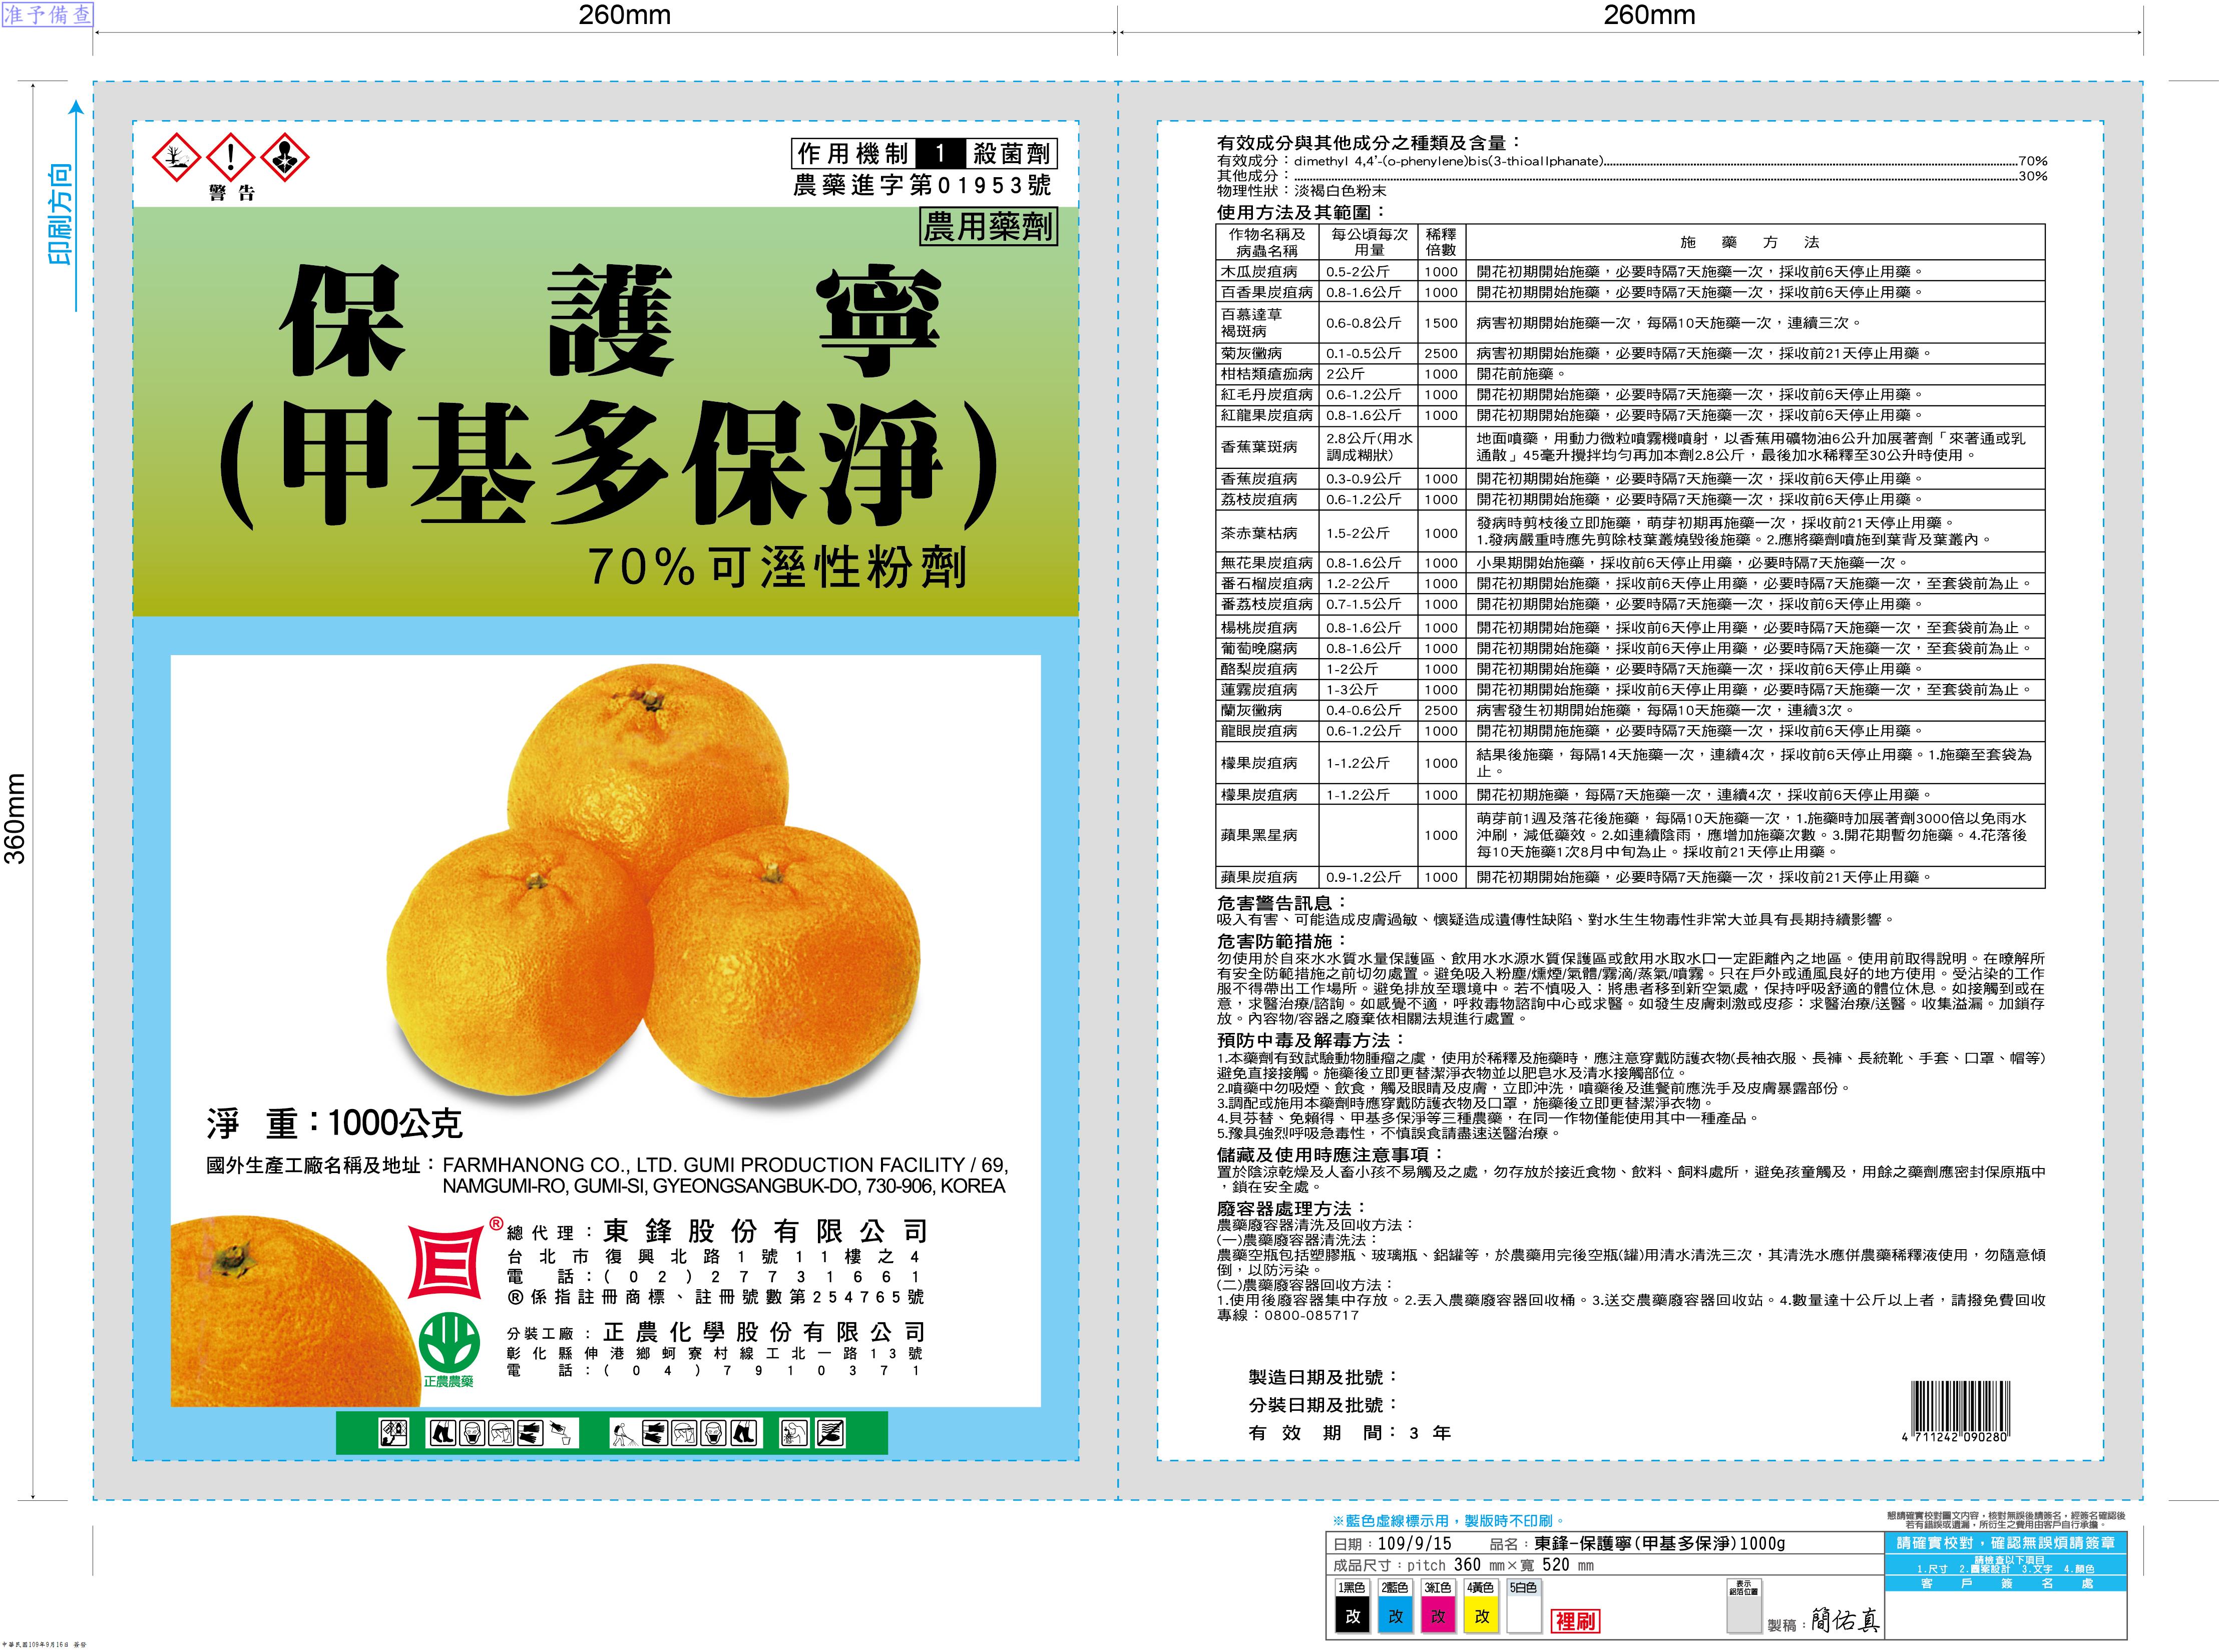 准予備查
260mm
260mm
360mm
印刷方向
警告
作用機制 1 殺菌劑
農藥進字第01953號
農用藥劑
保護寧
(甲基多保淨)
70%可溼性粉劑
淨 重：1000公克
國外生產工廠名稱及地址：FARMHANONG CO., LTD. GUMI PRODUCTION FACILITY / 69,
NAMGUMI-RO, GUMI-SI, GYEONGSANGBUK-DO, 730-906, KOREA
®
總代理：東鋒股份有限公司
台北市復興北路1號11樓之4
電話：(02)27731661
®係指註冊商標、註冊號數第254765號
正農農藥
分裝工廠：正農化學股份有限公司
彰化縣伸港鄉蚵寮村線工北一路13號
電話：(04)7910371
有效成分與其他成分之種類及含量：
有效成分：dimethyl 4,4'-(o-phenylene)bis(3-thioallphanate)........70%
其他成分：........30%
物理性狀：淡褐白色粉末
使用方法及其範圍：
作物名稱及病蟲名稱 每公頃每次用量 稀釋倍數 施藥方法
木瓜炭疽病 0.5-2公斤 1000 開花初期開始施藥，必要時隔7天施藥一次，採收前6天停止用藥。
百香果炭疽病 0.8-1.6公斤 1000 開花初期開始施藥，必要時隔7天施藥一次，採收前6天停止用藥。
百慕達草褐斑病 0.6-0.8公斤 1500 病害初期開始施藥一次，每隔10天施藥一次，連續三次。
菊灰黴病 0.1-0.5公斤 2500 病害初期開始施藥，必要時隔7天施藥一次，採收前21天停止用藥。
柑桔類瘡痂病 2公斤 1000 開花前施藥。
紅毛丹炭疽病 0.6-1.2公斤 1000 開花初期開始施藥，必要時隔7天施藥一次，採收前6天停止用藥。
紅龍果炭疽病 0.8-1.6公斤 1000 開花初期開始施藥，必要時隔7天施藥一次，採收前6天停止用藥。
香蕉葉斑病 2.8公斤(用水調成糊狀) 地面噴藥，用動力微粒噴霧機噴射，以香蕉用礦物油6公升加展著劑「來著通或乳
通散」45毫升攪拌均勻再加本劑2.8公斤，最後加水稀釋至30公升時使用。
香蕉炭疽病 0.3-0.9公斤 1000 開花初期開始施藥，必要時隔7天施藥一次，採收前6天停止用藥。
荔枝炭疽病 0.6-1.2公斤 1000 開花初期開始施藥，必要時隔7天施藥一次，採收前6天停止用藥。
茶赤葉枯病 1.5-2公斤 1000 發病時剪枝後立即施藥，萌芽初期再施藥一次，採收前21天停止用藥。
1.發病嚴重時應先剪除枝葉叢燒毀後施藥。2.應將藥劑噴施到葉背及葉叢內。
無花果炭疽病 0.8-1.6公斤 1000 小果期開始施藥，採收前6天停止用藥，必要時隔7天施藥一次。
番石榴炭疽病 1.2-2公斤 1000 開花初期開始施藥，採收前6天停止用藥，必要時隔7天施藥一次，至套袋前為止。
番荔枝炭疽病 0.7-1.5公斤 1000 開花初期開始施藥，必要時隔7天施藥一次，採收前6天停止用藥。
楊桃炭疽病 0.8-1.6公斤 1000 開花初期開始施藥，採收前6天停止用藥，必要時隔7天施藥一次，至套袋前為止。
葡萄晚腐病 0.8-1.6公斤 1000 開花初期開始施藥，採收前6天停止用藥，必要時隔7天施藥一次，至套袋前為止。
酪梨炭疽病 1-2公斤 1000 開花初期開始施藥，必要時隔7天施藥一次，採收前6天停止用藥。
蓮霧炭疽病 1-3公斤 1000 開花初期開始施藥，採收前6天停止用藥，必要時隔7天施藥一次，至套袋前為止。
蘭灰黴病 0.4-0.6公斤 2500 病害發生初期開始施藥，每隔10天施藥一次，連續3次。
龍眼炭疽病 0.6-1.2公斤 1000 開花初期開施施藥，必要時隔7天施藥一次，採收前6天停止用藥。
檬果炭疽病 1-1.2公斤 1000 結果後施藥，每隔14天施藥一次，連續4次，採收前6天停止用藥。1.施藥至套袋為
止。
檬果炭疽病 1-1.2公斤 1000 開花初期施藥，每隔7天施藥一次，連續4次，採收前6天停止用藥。
蘋果黑星病 1000 萌芽前1週及落花後施藥，每隔10天施藥一次，1.施藥時加展著劑3000倍以免雨水
沖刷，減低藥效。2.如連續陰雨，應增加施藥次數。3.開花期暫勿施藥。4.花落後
每10天施藥1次8月中旬為止。採收前21天停止用藥。
蘋果炭疽病 0.9-1.2公斤 1000 開花初期開始施藥，必要時隔7天施藥一次，採收前21天停止用藥。
危害警告訊息：
吸入有害、可能造成皮膚過敏、懷疑造成遺傳性缺陷、對水生生物毒性非常大並具有長期持續影響。
危害防範措施：
勿使用於自來水水質水量保護區、飲用水水源水質保護區或飲用水取水口一定距離內之地區。使用前取得說明。在瞭解所
有安全防範措施之前切勿處置。避免吸入粉塵/燻煙/氣體/霧滴/蒸氣/噴霧。只在戶外或通風良好的地方使用。受沾染的工作
服不得帶出工作場所。避免排放至環境中。若不慎吸入：將患者移到新空氣處，保持呼吸舒適的體位休息。如接觸到或在
意，求醫治療/諮詢。如感覺不適，呼救毒物諮詢中心或求醫。如發生皮膚刺激或皮疹：求醫治療/送醫。收集溢漏。加鎖存
放。內容物/容器之廢棄依相關法規進行處置。
預防中毒及解毒方法：
1.本藥劑有致試驗動物腫瘤之虞，使用於稀釋及施藥時，應注意穿戴防護衣物(長袖衣服、長褲、長統靴、手套、口罩、帽等)
避免直接接觸。施藥後立即更替潔淨衣物並以肥皂水及清水接觸部位。
2.噴藥中勿吸煙、飲食，觸及眼睛及皮膚，立即沖洗，噴藥後及進餐前應洗手及皮膚暴露部份。
3.調配或施用本藥劑時應穿戴防護衣物及口罩，施藥後立即更替潔淨衣物。
4.貝芬替、免賴得、甲基多保淨等三種農藥，在同一作物僅能使用其中一種產品。
5.豫具強烈呼吸急毒性，不慎誤食請盡速送醫治療。
儲藏及使用時應注意事項：
置於陰涼乾燥及人畜小孩不易觸及之處，勿存放於接近食物、飲料、飼料處所，避免孩童觸及，用餘之藥劑應密封保原瓶中
，鎖在安全處。
廢容器處理方法：
農藥廢容器清洗及回收方法：
(一)農藥廢容器清洗法：
農藥空瓶包括塑膠瓶、玻璃瓶、鋁罐等，於農藥用完後空瓶(罐)用清水清洗三次，其清洗水應併農藥稀釋液使用，勿隨意傾
倒，以防污染。
(二)農藥廢容器回收方法：
1.使用後廢容器集中存放。2.丟入農藥廢容器回收桶。3.送交農藥廢容器回收站。4.數量達十公斤以上者，請撥免費回收
專線：0800-085717
製造日期及批號：
分裝日期及批號：
有效期間：3年
4 711242 090280
※藍色虛線標示用，製版時不印刷。
懇請確實校對圖文內容，核對無誤後請簽名，經簽名確認後
若有錯誤或遺漏，所衍生之費用由客戶自行承擔。
日期：109/9/15 品名：東鋒-保護寧(甲基多保淨)1000g
成品尺寸：pitch 360 mm×寬 520 mm
1黑色 2藍色 3紅色 4黃色 5白色
改 改 改 改
裡刷
表示鋁箔位置
製稿：簡佑真
請確實校對，確認無誤煩請簽章
請檢查以下項目
1.尺寸 2.圖案設計 3.文字 4.顏色
客戶簽名處
中華民國109年9月16日 簽發